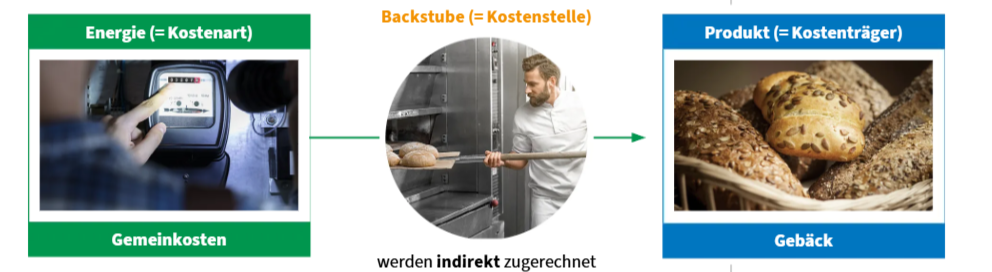 Energie (= Kostenart)
Gemeinkosten
Backstube (= Kostenstelle)
werden indirekt zugerechnet
Produkt (= Kostenträger)
Gebäck